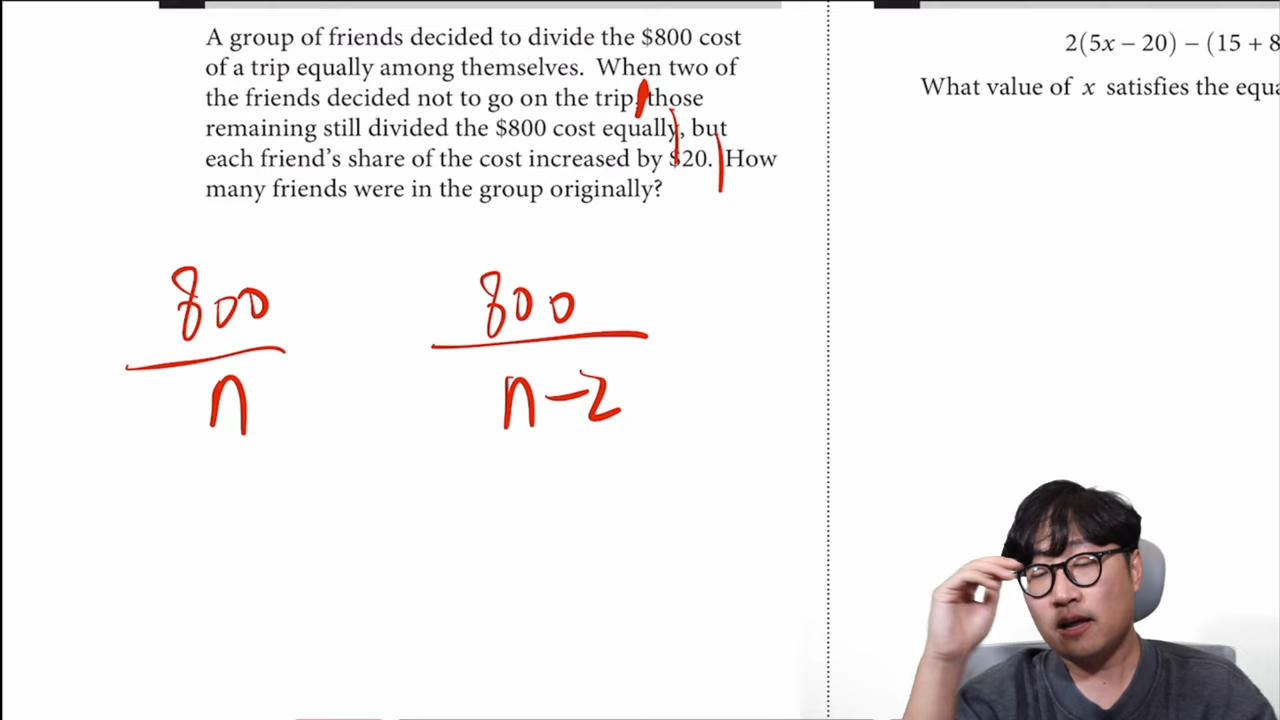 A group of friends decided to divide the $800 cost
of a trip equally among themselves. When two of
the friends decided not to go on the trip, those
remaining still divided the $800 cost equally, but
each friend's share of the cost increased by $20. How
many friends were in the group originally?
800
n
800
n-2
2(5x – 20) – (15 + 8
What value of x satisfies the equa